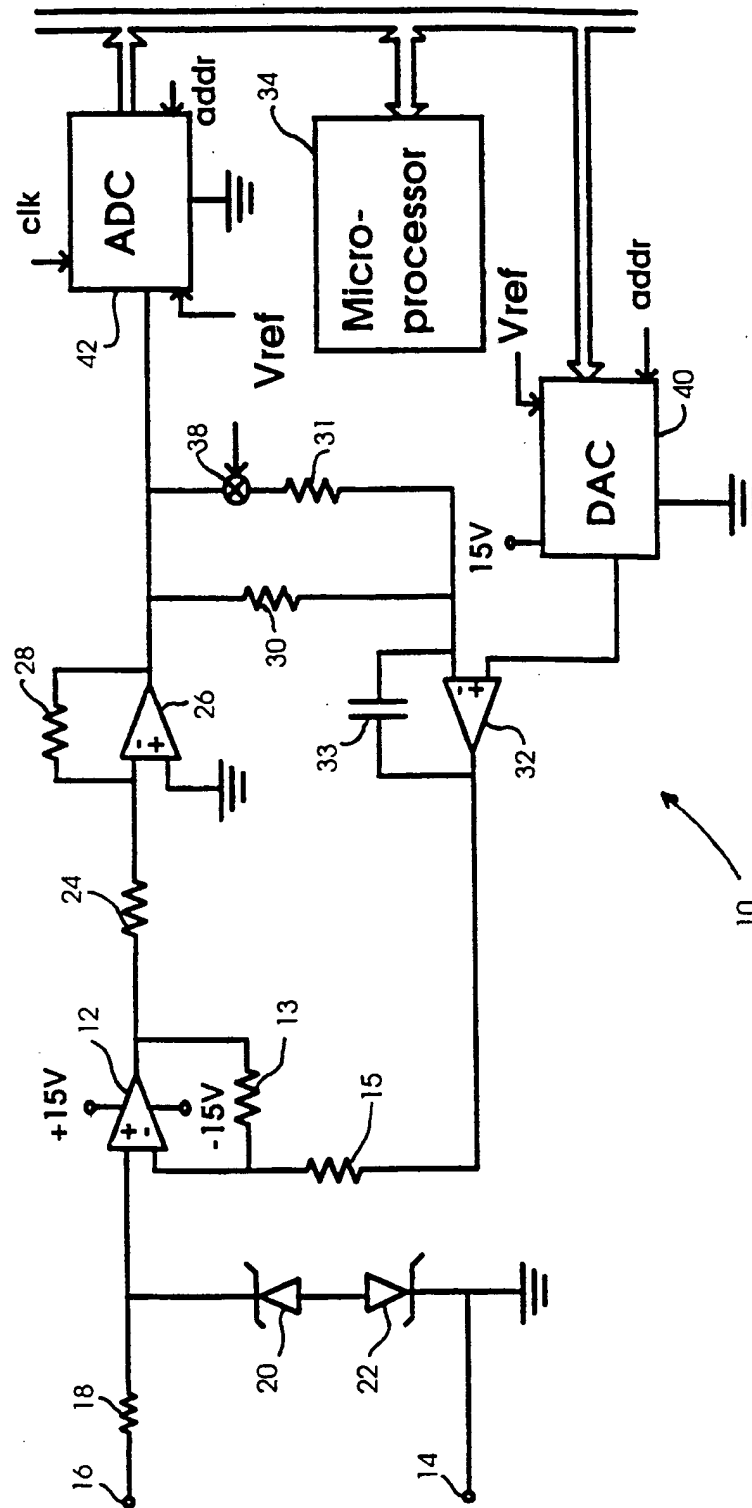 clk
28
+15V
12
24
26
42
ADC
addr
16
18
-15V
13
Vref
38
31
30
34
Micro-
processor
20
15
33
22
14
32
15V
Vref
DAC
addr
40
10